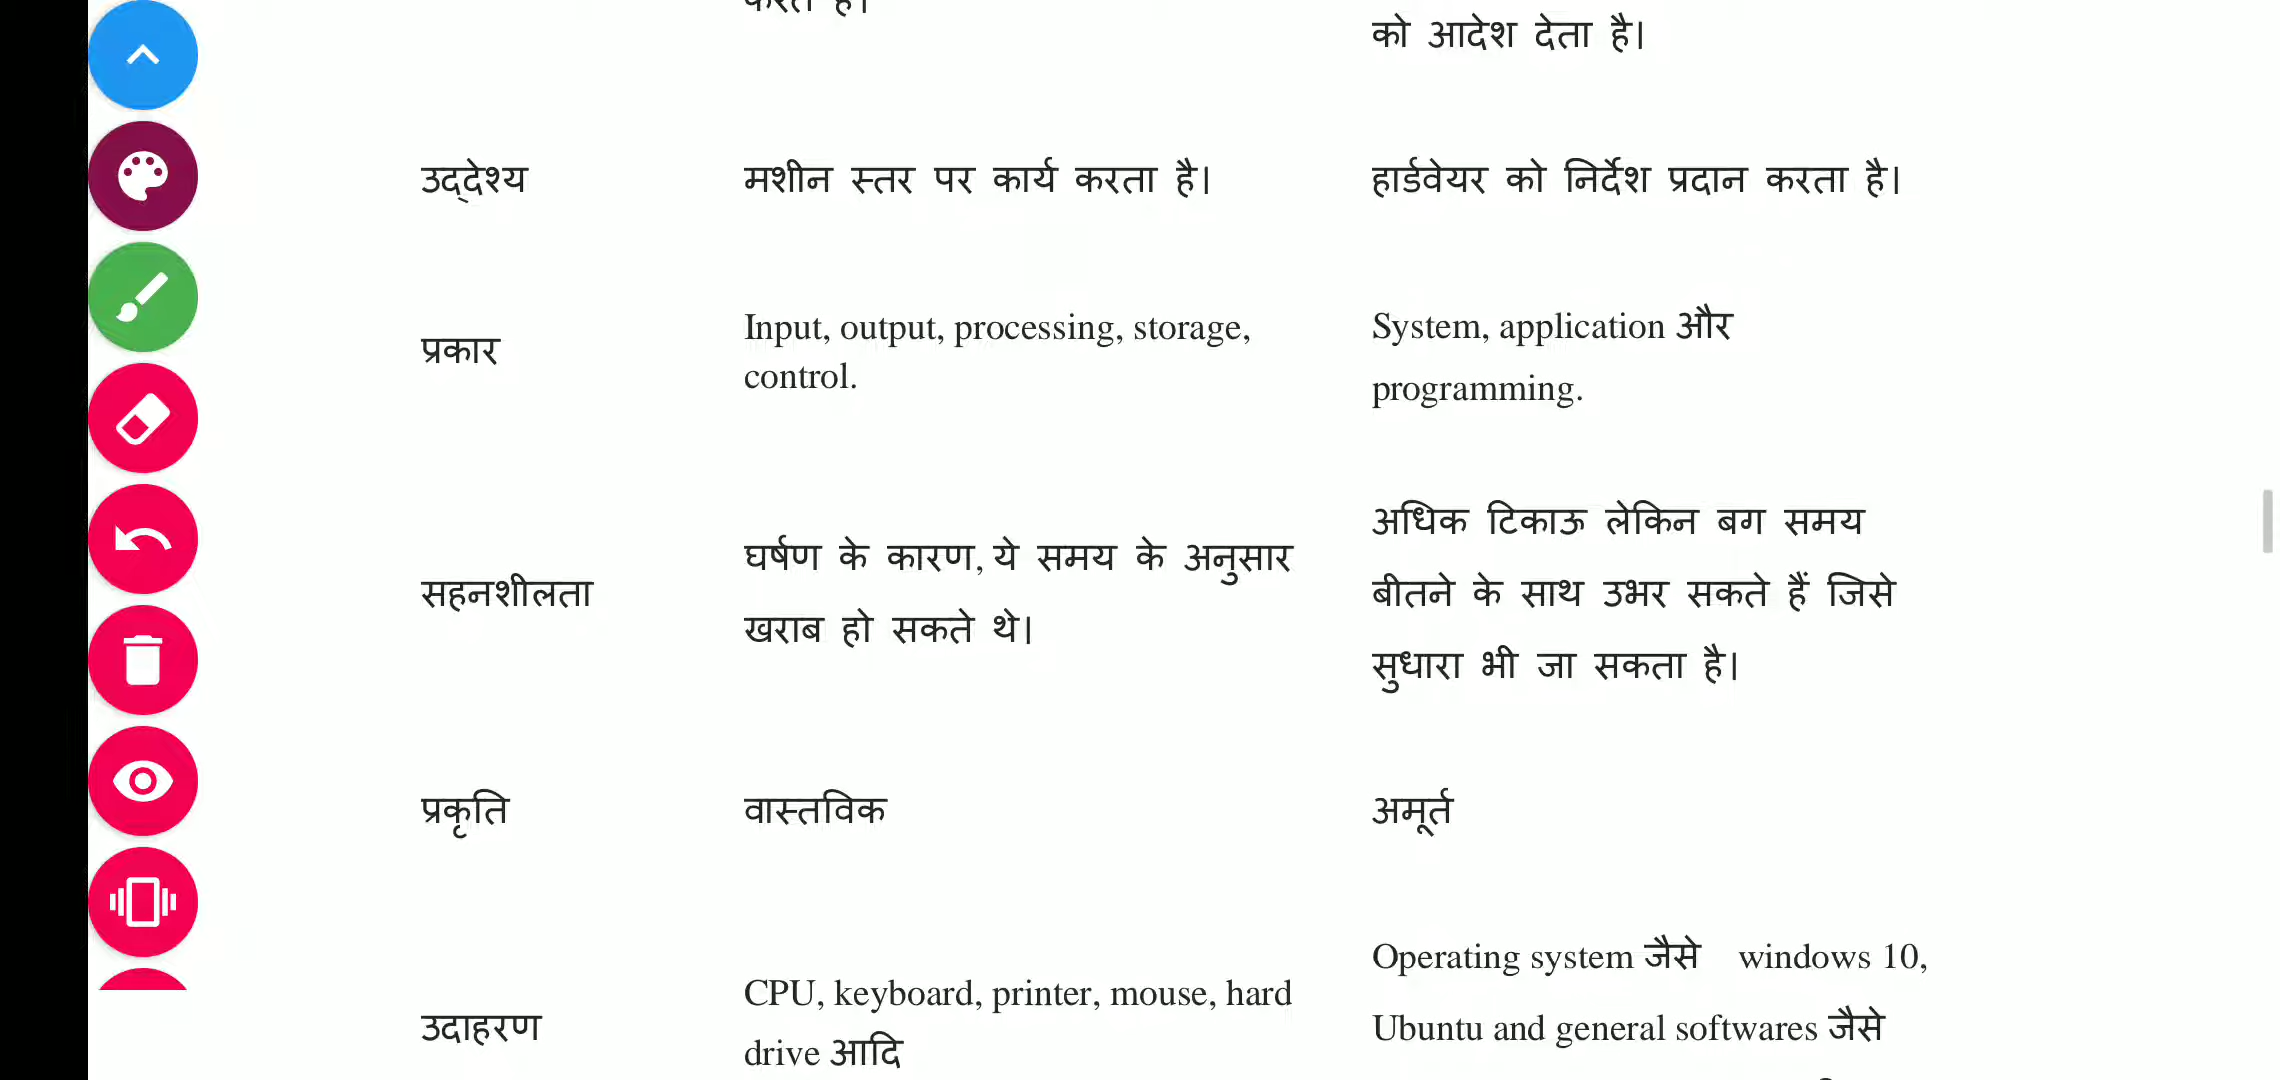 को आदेश देता है।
उद्देश्य
मशीन स्तर पर कार्य करता है।
हार्डवेयर को निर्देश प्रदान करता है।
प्रकार
Input, output, processing, storage,
control.
System, application और
programming.
सहनशीलता
घर्षण के कारण, ये समय के अनुसार
खराब हो सकते थे।
अधिक टिकाऊ लेकिन बग समय
बीतने के साथ उभर सकते हैं जिसे
सुधारा भी जा सकता है।
प्रकृति
वास्तविक
अमूर्त
उदाहरण
CPU, keyboard, printer, mouse, hard
drive आदि
Operating system जैसे windows 10,
Ubuntu and general softwares जैसे